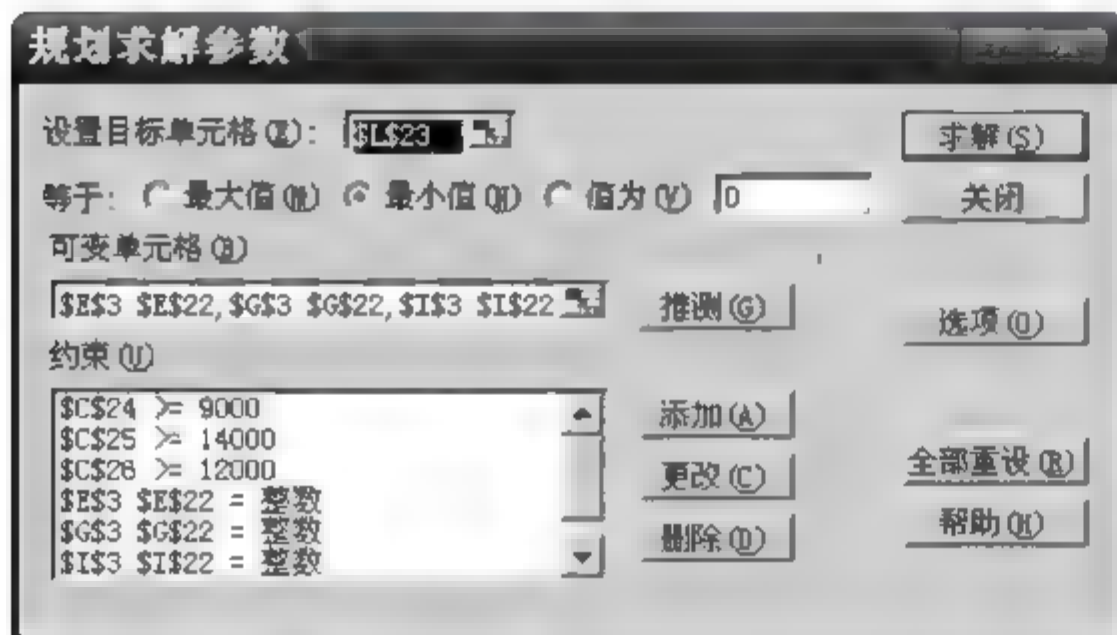 规划求解参数
设置目标单元格(E): $L$23 求解(S)
等于: 最大值(M) 最小值(N) 值为(V) 0 关闭
可变单元格(B)
$E$3 $E$22,$G$3 $G$22,$I$3 $I$22 推测(G) 选项(O)
约束(U)
$C$24 >= 9000 添加(A)
$C$25 >= 14000
$C$26 >= 12000 更改(C) 全部重设(R)
$E$3 $E$22 = 整数
$G$3 $G$22 = 整数 删除(D) 帮助(H)
$I$3 $I$22 = 整数